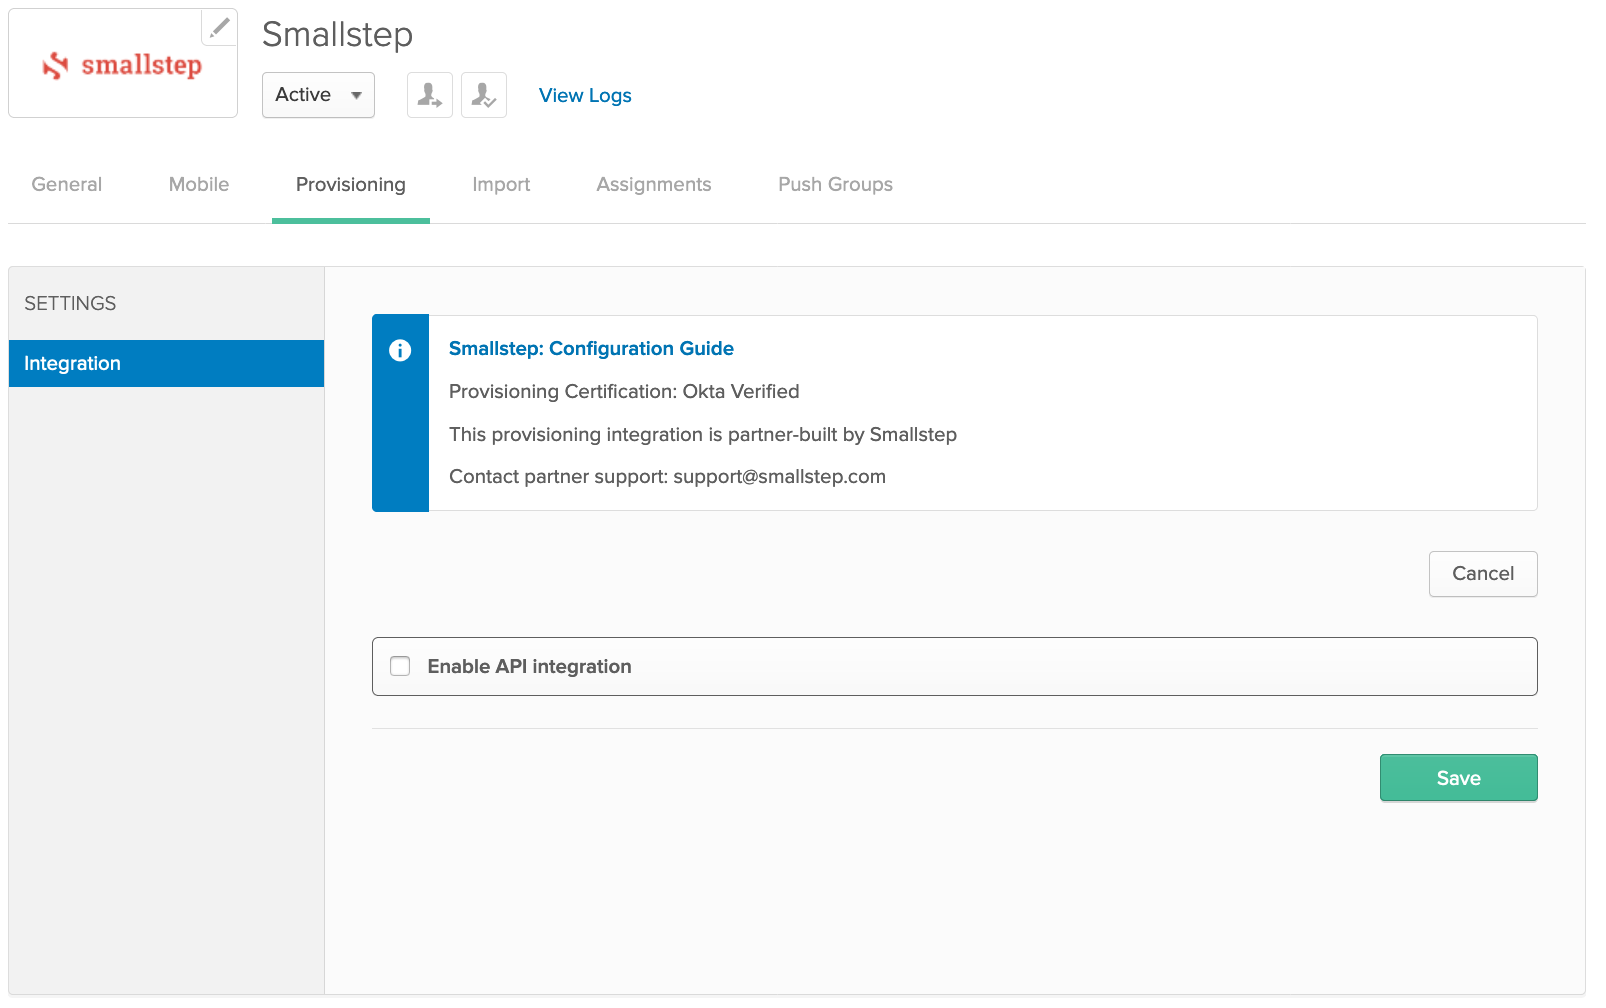 smallstep
Smallstep
Active
View Logs
General
Mobile
Provisioning
Import
Assignments
Push Groups
SETTINGS
Integration
Smallstep: Configuration Guide
Provisioning Certification: Okta Verified
This provisioning integration is partner-built by Smallstep
Contact partner support: support@smallstep.com
Cancel
Enable API integration
Save